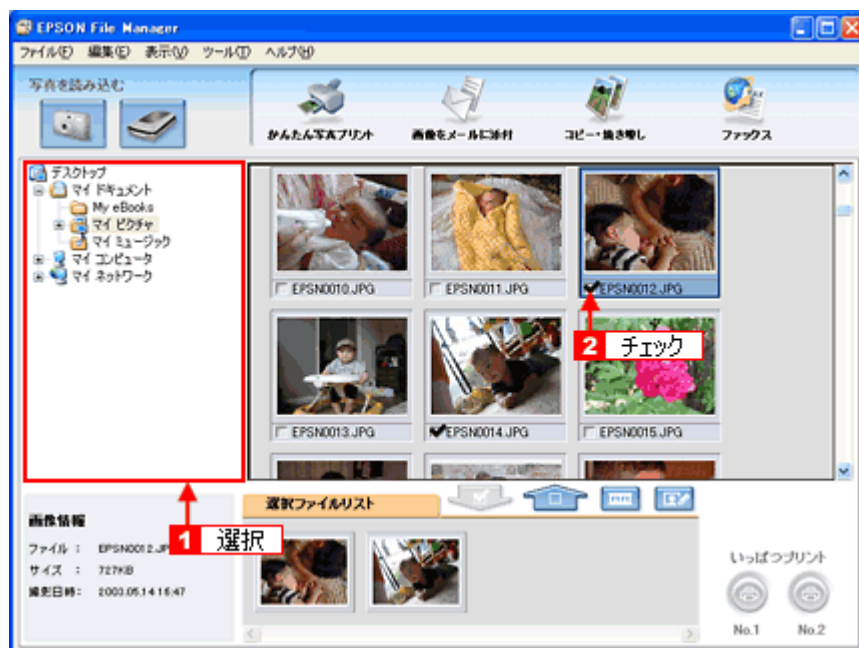 EPSON File Manager
ファイル(F) 編集(E) 表示(V) ツール(T) ヘルプ(H)
写真を読み込む
かんたん写真プリント 画像をメールに添付 コピー・焼き増し ファックス
デスクトップ
マイ ドキュメント
My eBooks
マイ ピクチャ
マイ ミュージック
マイ コンピュータ
マイ ネットワーク
EPSN0010.JPG EPSN0011.JPG EPSN0012.JPG
2 チェック
EPSN0013.JPG EPSN0014.JPG EPSN0015.JPG
1 選択
選択ファイルリスト
画像情報
ファイル : EPSN0012.JP
サイズ : 727KB
撮影日時: 2003.05.14 16:47
いっぱつプリント
No.1 No.2